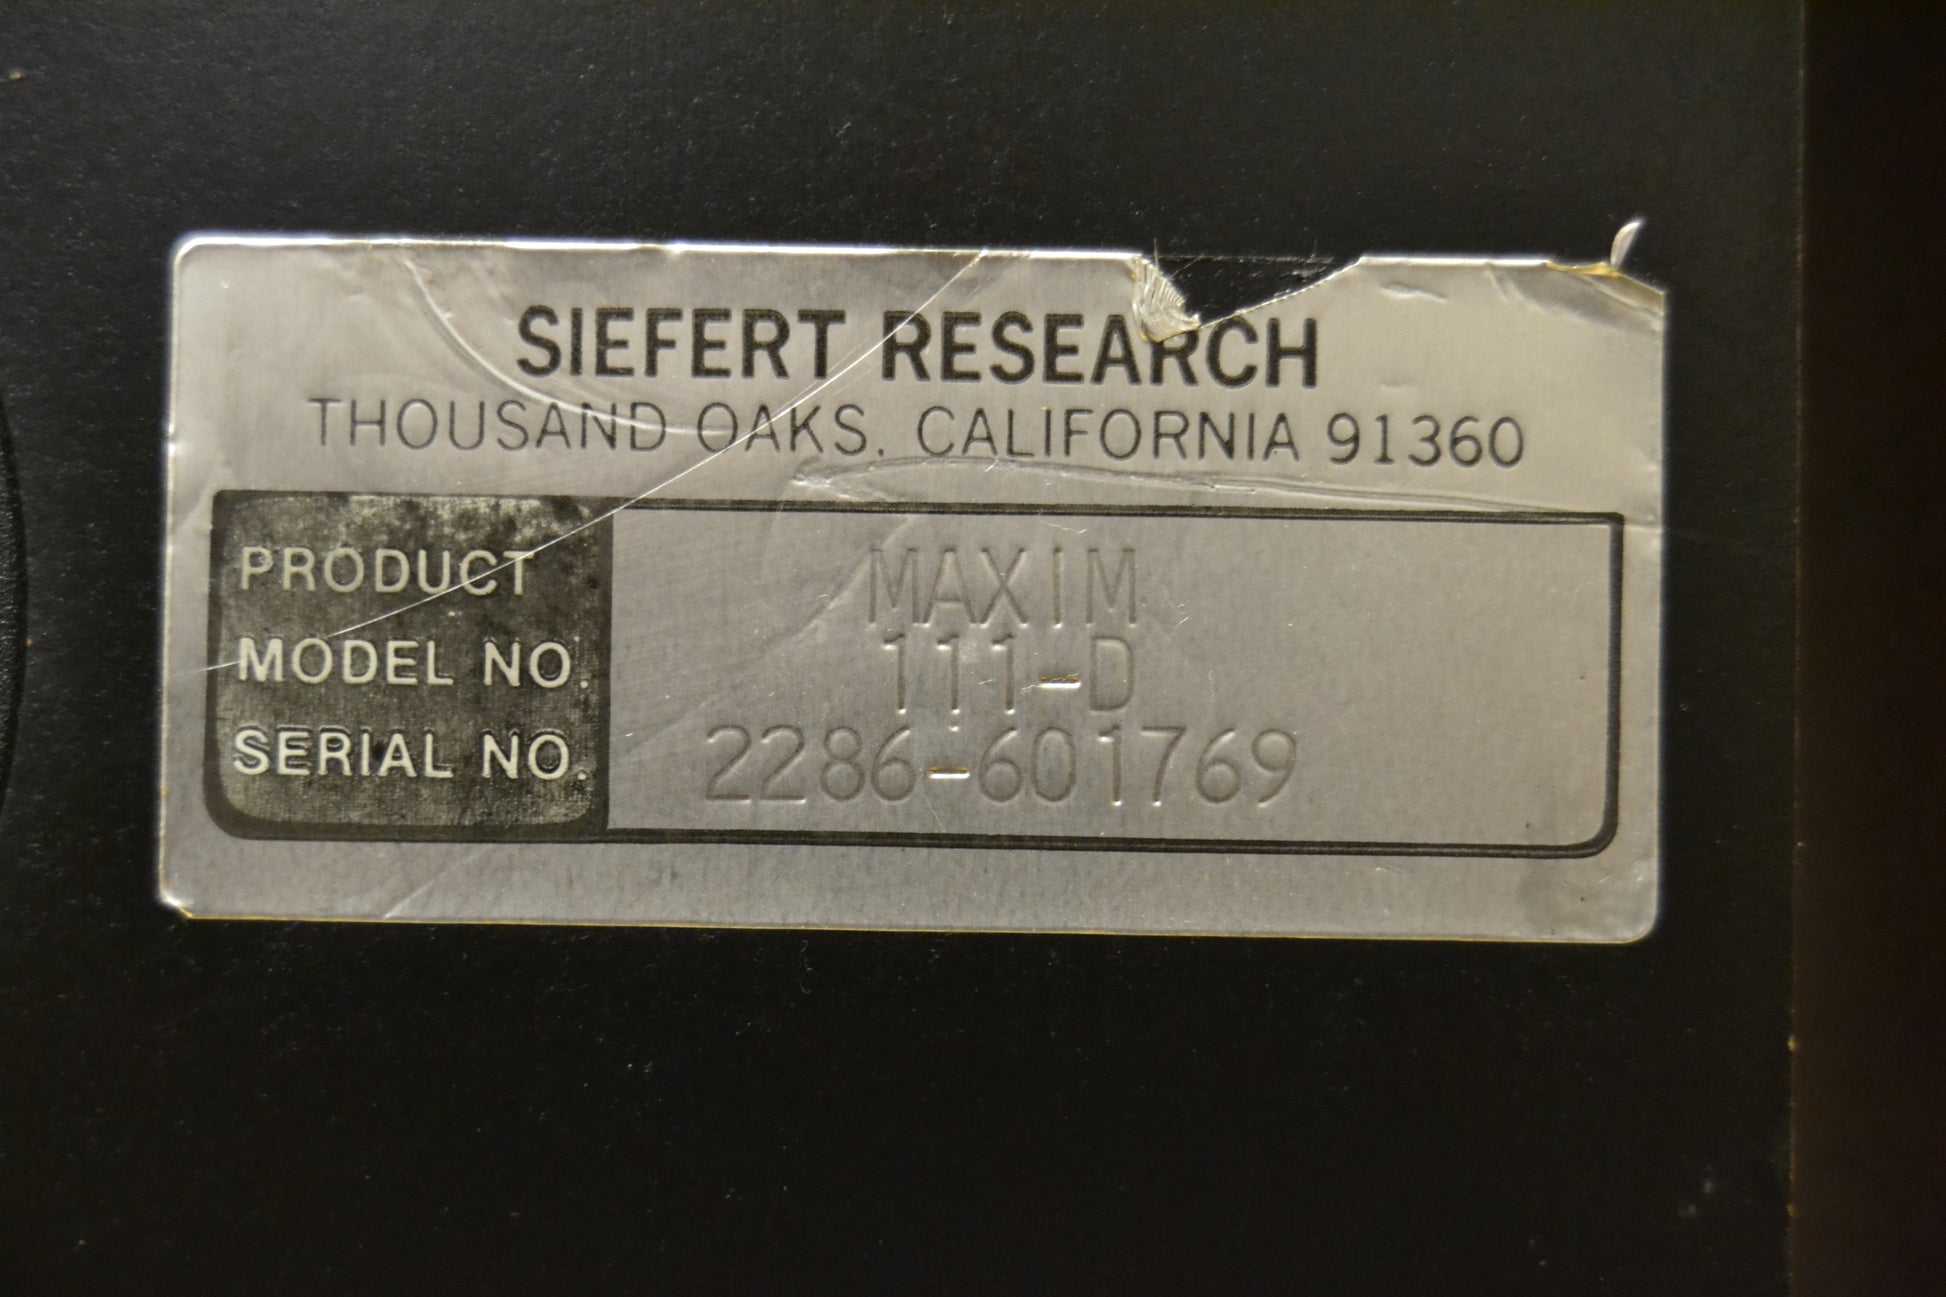 SIEFERT RESEARCH
THOUSAND OAKS, CALIFORNIA 91360
PRODUCT MAXIM
MODEL NO. 111-D
SERIAL NO. 2286-601769